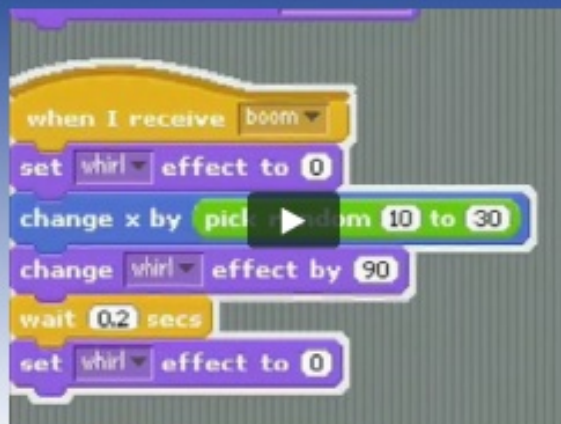 when I receive boom
set whirl effect to 0
change x by pick random 10 to 30
change whirl effect by 90
wait 0.2 secs
set whirl effect to 0